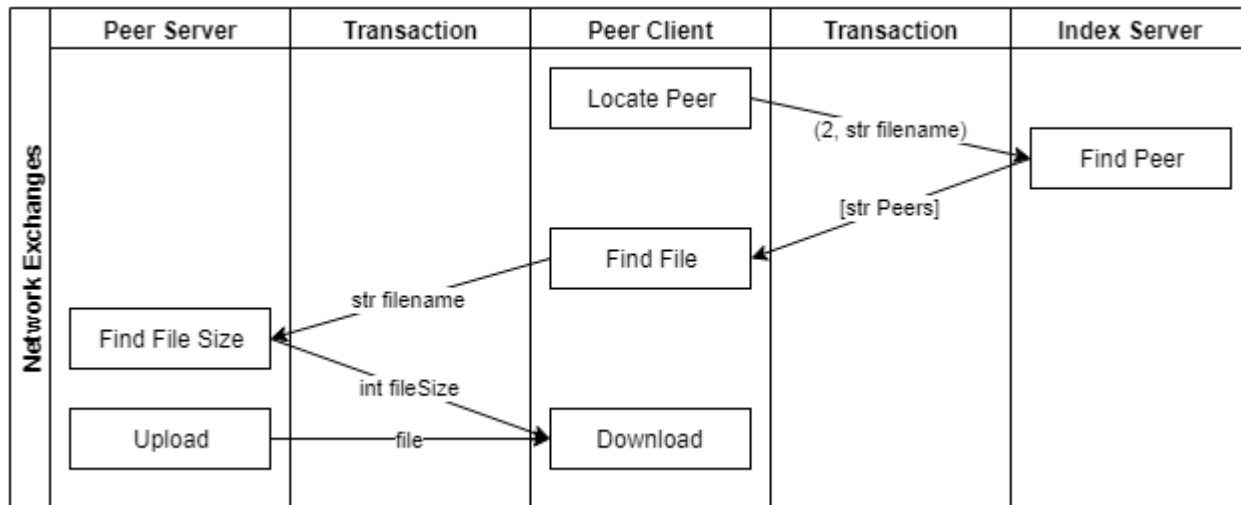 Peer Server
Transaction
Peer Client
Transaction
Index Server
Network Exchanges
Locate Peer
(2, str filename)
Find Peer
[str Peers]
Find File
str filename
Find File Size
int fileSize
Upload
file
Download